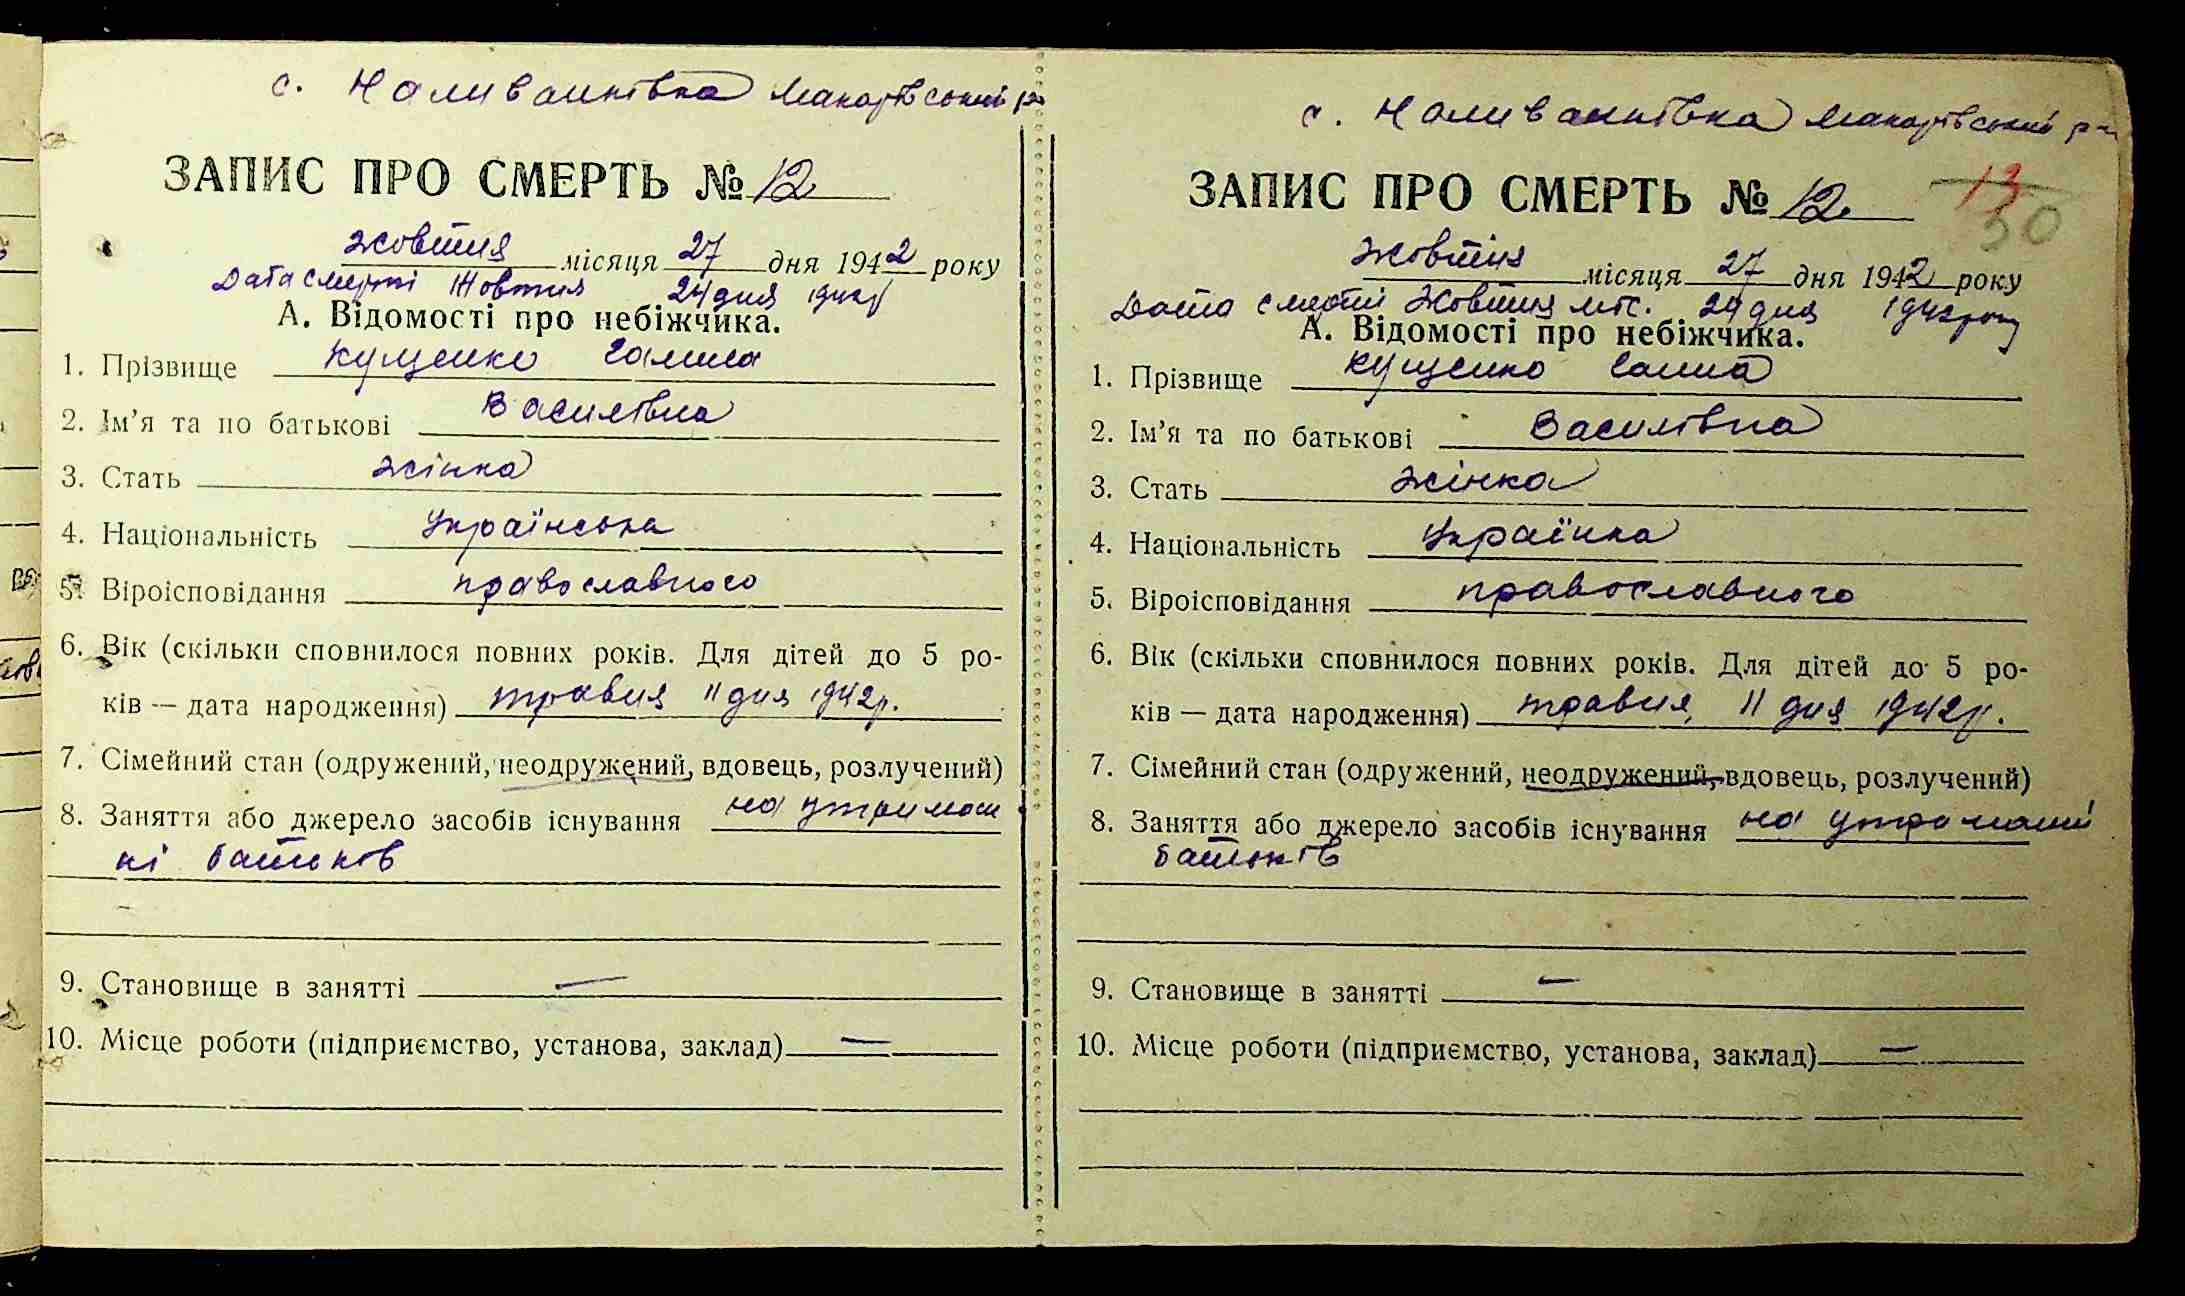 с. Наливайківка Макарівський р-н
ЗАПИС ПРО СМЕРТЬ № 12
жовтня місяця 27 дня 1942 року
Дата смерті Жовтня 24 дня 1942 р
А. Відомості про небіжчика.
1. Прізвище Кущенко Галина
2. Ім'я та по батькові Василівна
3. Стать жінка
4. Національність Українська
5. Віроісповідання православного
6. Вік (скільки сповнилося повних років. Для дітей до 5 ро-
ків — дата народження) травня 11 дня 1942р.
7. Сімейний стан (одружений, неодружений, вдовець, розлучений)
8. Заняття або джерело засобів існування на утриман
ні батьків
9. Становище в занятті —
10. Місце роботи (підприємство, установа, заклад) —
с. Наливайківка Макарівський р-н
ЗАПИС ПРО СМЕРТЬ № 12.
13
30
жовтня місяця 27 дня 1942 року
Дата смерті Жовтня міс. 24 дня 1942 року
А. Відомості про небіжчика.
1. Прізвище Кущенко Галина
2. Ім'я та по батькові Василівна
3. Стать жінка
4. Національність Українка
5. Віроісповідання православного
6. Вік (скільки сповнилося повних років. Для дітей до 5 ро-
ків — дата народження) травня, 11 дня 1942р.
7. Сімейний стан (одружений, неодружений, вдовець, розлучений)
8. Заняття або джерело засобів існування на утриманні
батьків
9. Становище в занятті —
10. Місце роботи (підприємство, установа, заклад) —